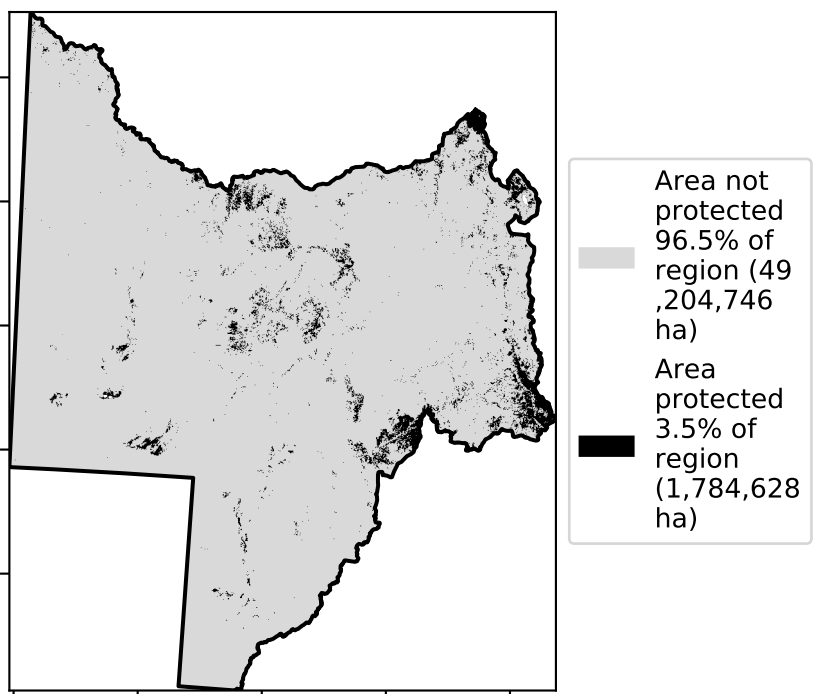 Area not
protected
96.5% of
region (49
,204,746
ha)
Area
protected
3.5% of
region
(1,784,628
ha)